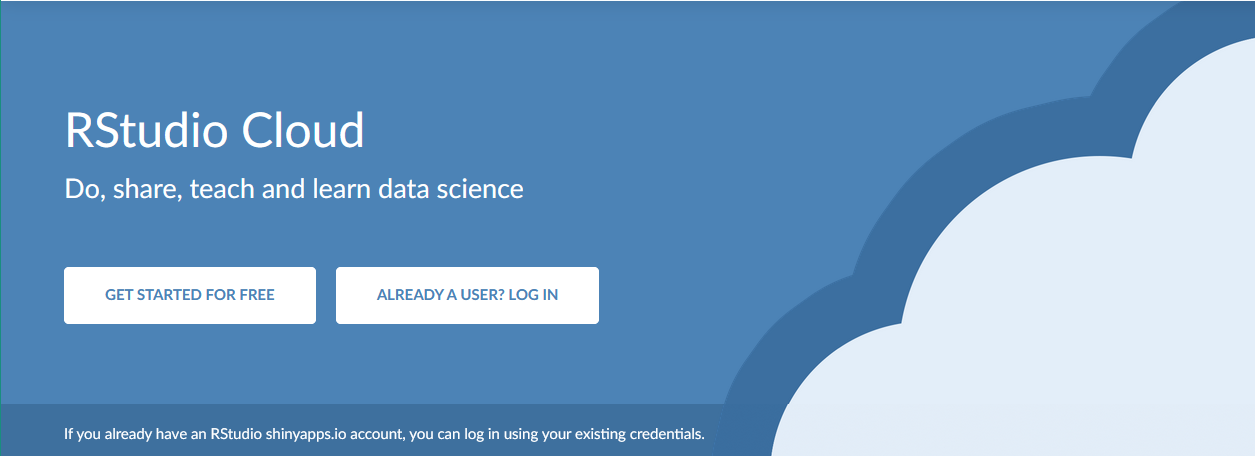 RStudio Cloud
Do, share, teach and learn data science
GET STARTED FOR FREE
ALREADY A USER? LOG IN
If you already have an RStudio shinyapps.io account, you can log in using your existing credentials.